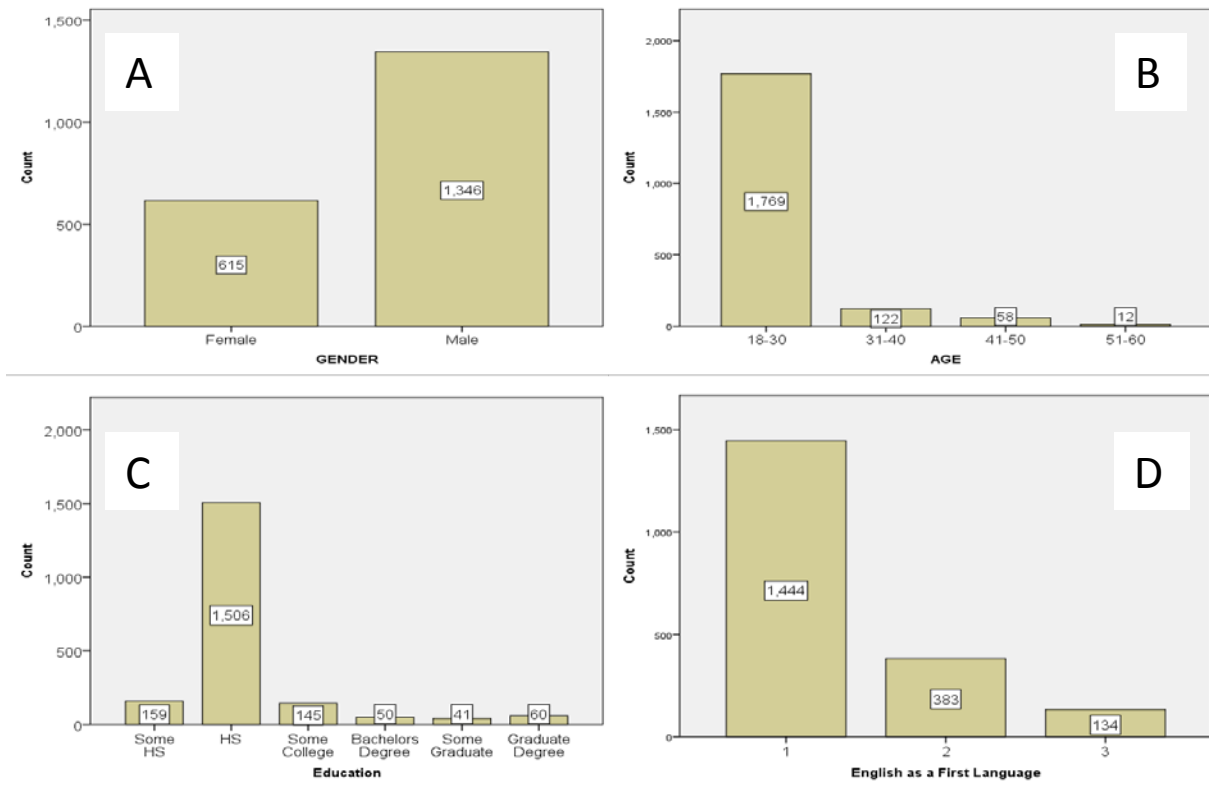 A
1,500
1,000
500
0
Count
615
1,346
Female Male
GENDER
B
2,000
1,500
1,000
500
0
Count
1,769
122
58
12
18-30 31-40 41-50 51-60
AGE
C
2,000
1,500
1,000
500
0
Count
159
1,506
145
50
41
60
Some HS
HS
Some College
Bachelors Degree
Some Graduate
Graduate Degree
Education
D
1,500
1,000
500
0
Count
1,444
383
134
1 2 3
English as a First Language